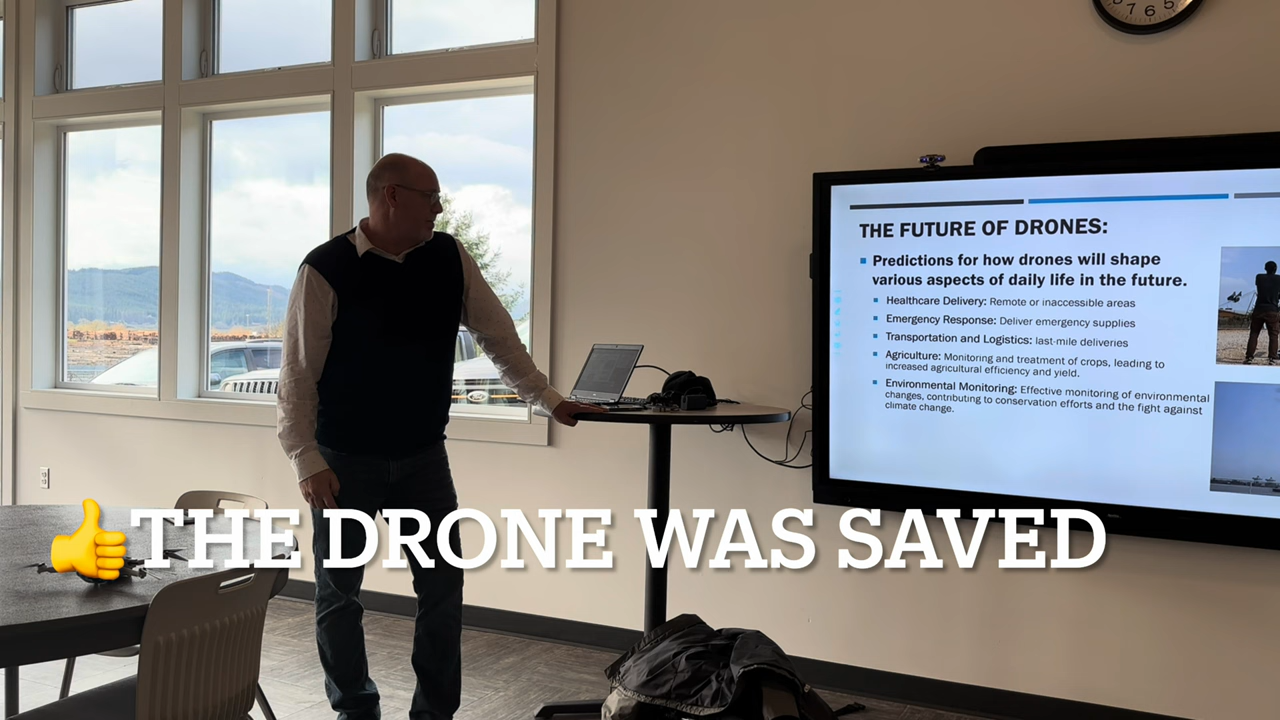 7 6 5
THE FUTURE OF DRONES:
Predictions for how drones will shape
various aspects of daily life in the future.
Healthcare Delivery: Remote or inaccessible areas
Emergency Response: Deliver emergency supplies
Transportation and Logistics: last-mile deliveries
Agriculture: Monitoring and treatment of crops, leading to
increased agricultural efficiency and yield.
Environmental Monitoring: Effective monitoring of environmental
changes, contributing to conservation efforts and the fight against
climate change.
👍THE DRONE WAS SAVED